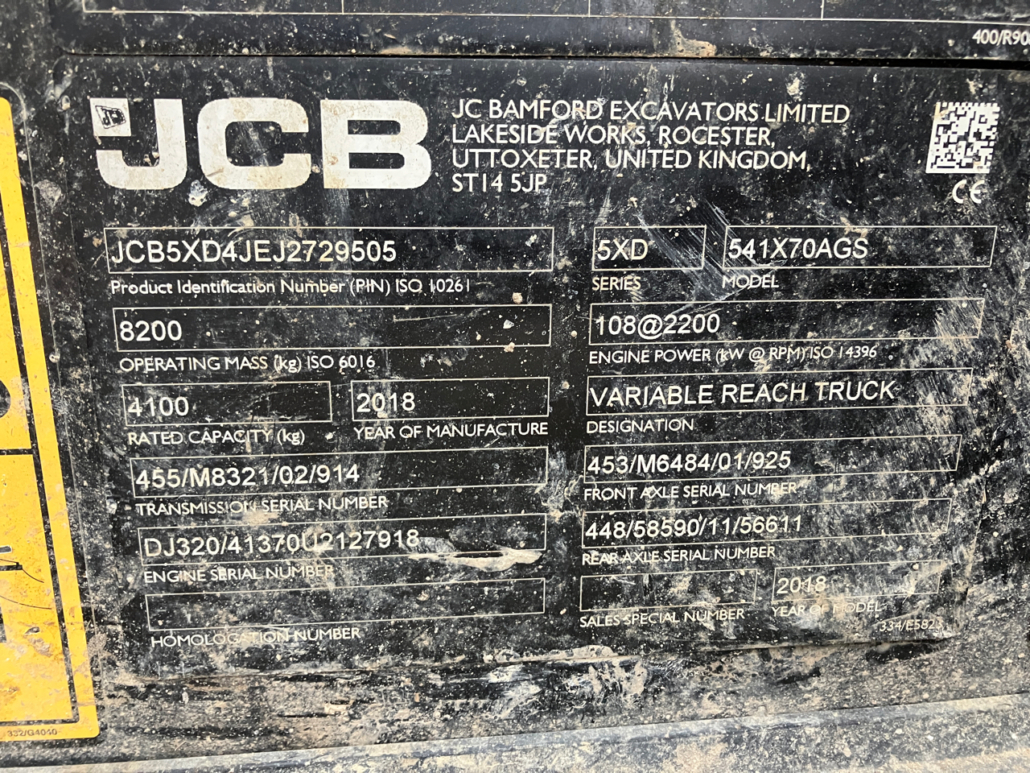 400/R90
JCB
JC BAMFORD EXCAVATORS LIMITED
LAKESIDE WORKS, ROCESTER,
UTTOXETER, UNITED KINGDOM,
ST14 5JP
CE
JCB5XD4JEJ2729505
Product Identification Number (PIN) ISO 10261
5XD
SERIES
541X70AGS
MODEL
8200
OPERATING MASS (kg) ISO 6016
108@2200
ENGINE POWER (kW @ RPM) ISO 14396
4100
RATED CAPACITY (kg)
2018
YEAR OF MANUFACTURE
VARIABLE REACH TRUCK
DESIGNATION
455/M8321/02/914
TRANSMISSION SERIAL NUMBER
453/M6484/01/925
FRONT AXLE SERIAL NUMBER
DJ320/41370U2127918
ENGINE SERIAL NUMBER
448/58590/11/56611
REAR AXLE SERIAL NUMBER
HOMOLOGATION NUMBER
SALES SPECIAL NUMBER
2018
YEAR OF MODEL
334/E5823
332/G4040